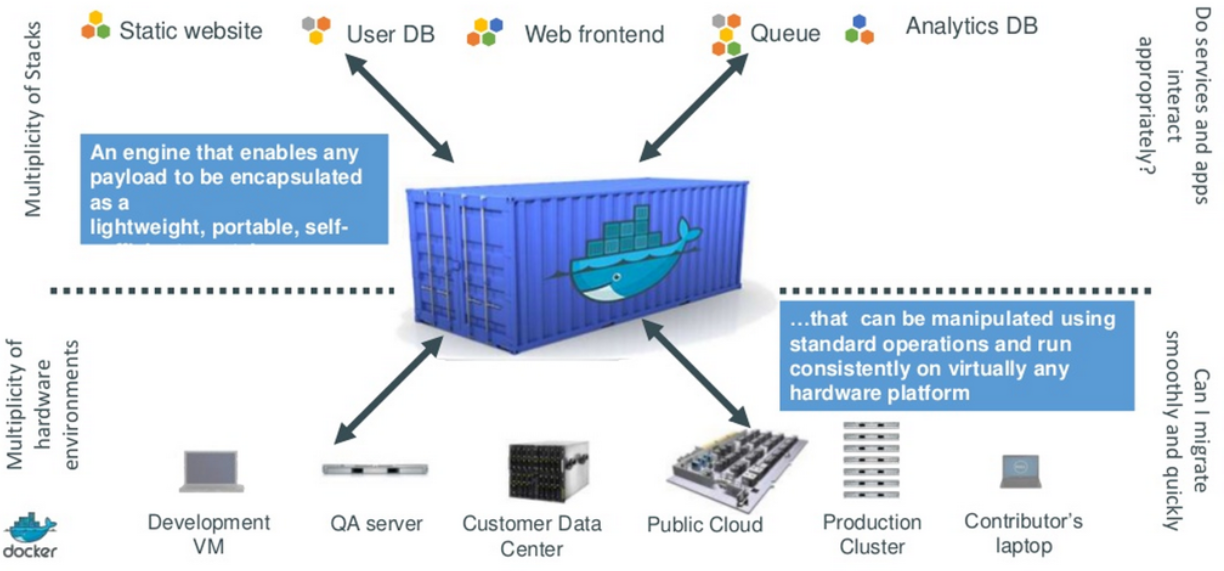 Static website
User DB
Web frontend
Queue
Analytics DB
Multiplicity of Stacks
Do services and apps
interact
appropriately?
An engine that enables any
payload to be encapsulated
as a
lightweight, portable, self-
…that can be manipulated using
standard operations and run
consistently on virtually any
hardware platform
Multiplicity of
hardware
environments
Can I migrate
smoothly and quickly
Development
VM
QA server
Customer Data
Center
Public Cloud
Production
Cluster
Contributor's
laptop
docker